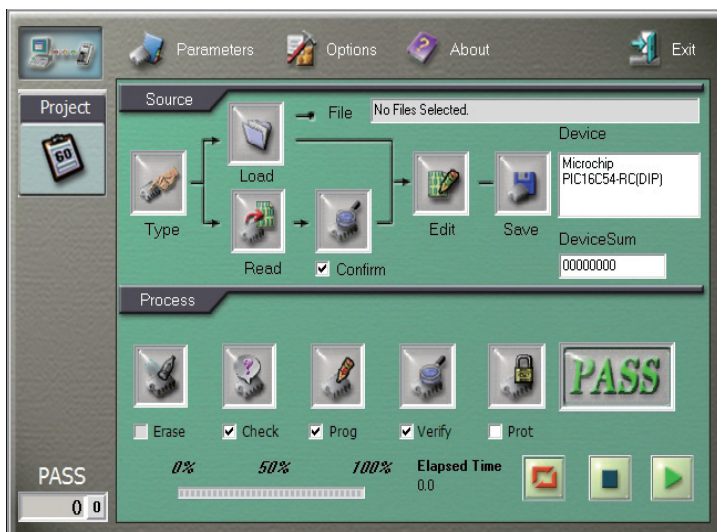 Parameters
Options
About
Exit
Project
GO
Source
File
No Files Selected.
Load
Device
Microchip
PIC16C54-RC(DIP)
Type
Edit
Save
DeviceSum
00000000
Read
Confirm
Process
PASS
Erase
Check
Prog
Verify
Prot
0%
50%
100%
Elapsed Time
0.0
PASS
0
0